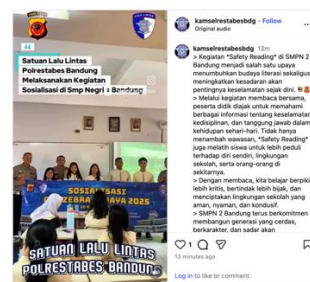 Satuan Lalu Lintas
Polrestabes Bandung
Melaksanakan Kegiatan
Sosialisasi di Smp Negri 2 Bandung
SOSIALISASI
ZEBRA
2025
SATUAN LALU LINTAS
POLRESTABES BANDUNG
kamselrestabesbdg · Follow
Original audio
kamselrestabesbdg 13m
> Kegiatan *Safety Reading* di SMPN 2
Bandung menjadi salah satu upaya
menumbuhkan budaya literasi sekaligus
meningkatkan kesadaran akan
pentingnya keselamatan sejak dini.
> Melalui kegiatan membaca bersama,
peserta didik diajak untuk memahami
berbagai informasi tentang keselamatan,
kedisiplinan, dan tanggung jawab dalam
kehidupan sehari-hari. Tidak hanya
menambah wawasan, *Safety Reading*
juga melatih siswa untuk lebih peduli
terhadap diri sendiri, lingkungan
sekolah, serta orang-orang di
sekitarnya.
> Dengan membaca, kita belajar berpikir
lebih kritis, bertindak lebih bijak, dan
menciptakan lingkungan sekolah yang
aman, nyaman, dan kondusif.
> SMPN 2 Bandung terus berkomitmen
membangun generasi yang cerdas,
berkarakter, dan sadar akan
1
13 minutes ago
Log in to like or comment.